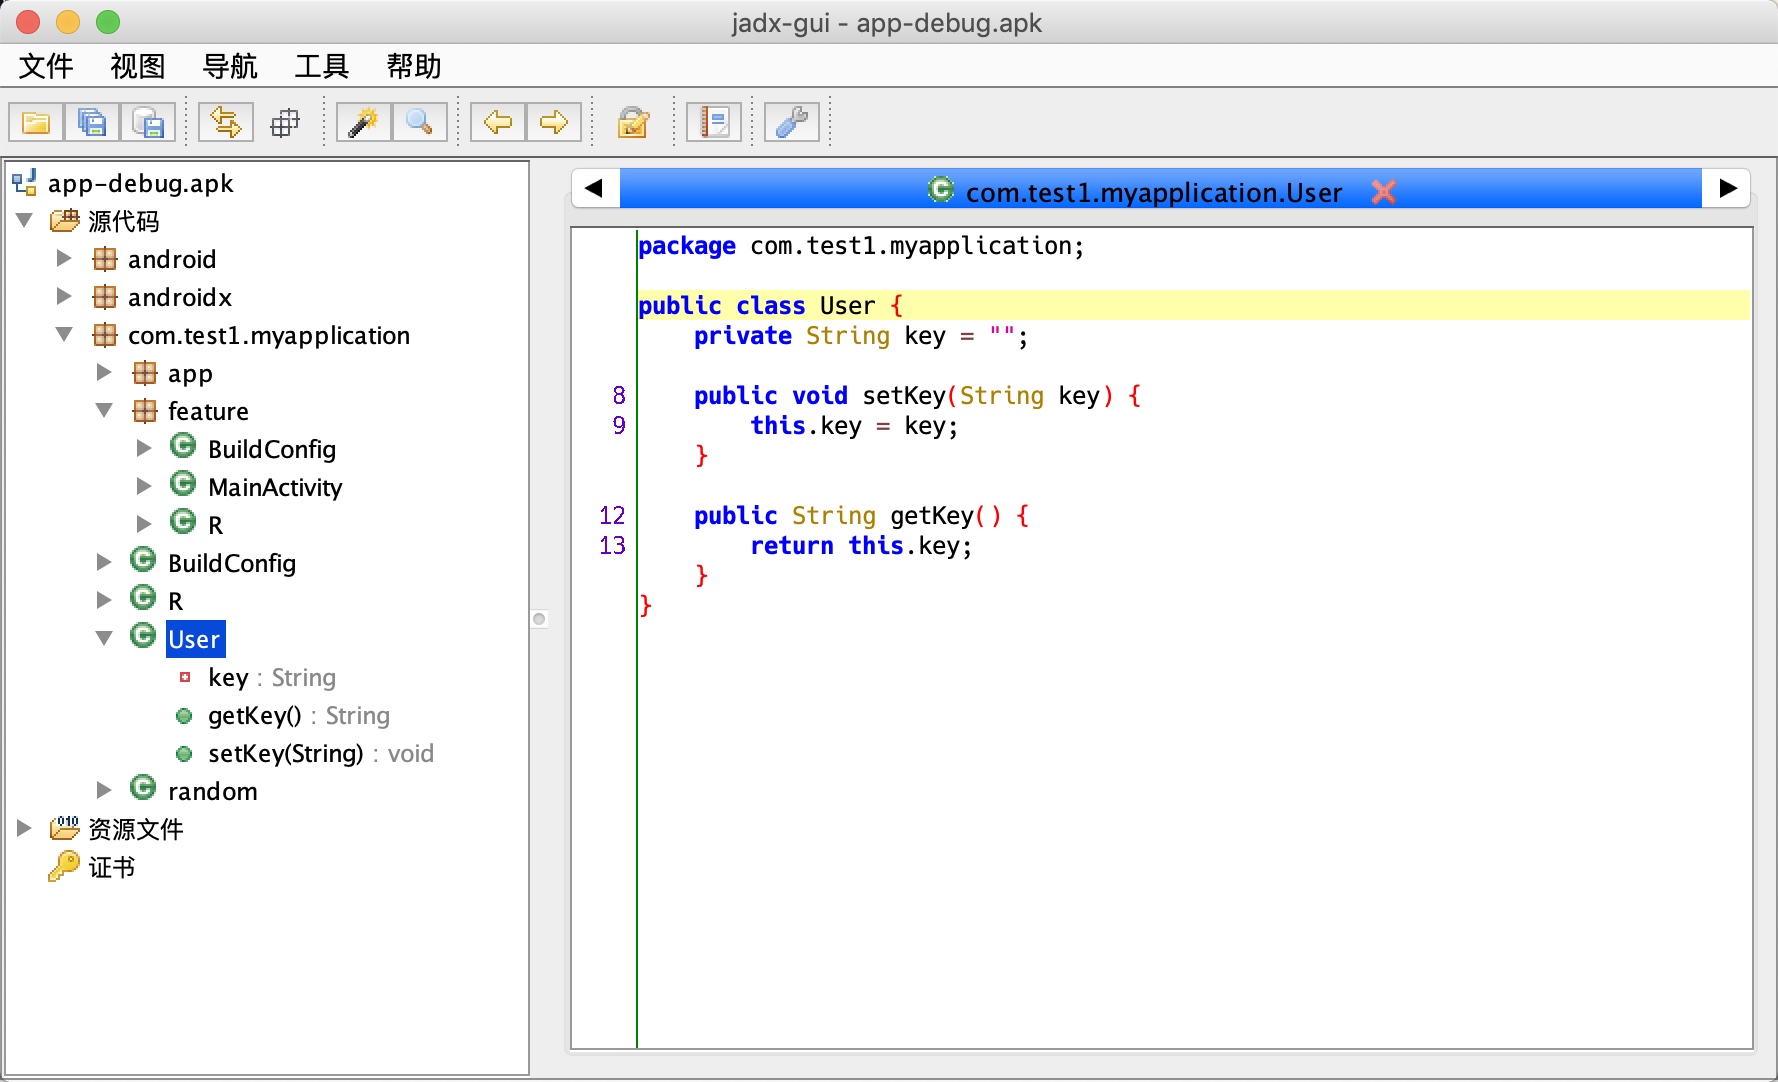 jadx-gui - app-debug.apk
文件 视图 导航 工具 帮助
app-debug.apk
源代码
android
androidx
com.test1.myapplication
app
feature
BuildConfig
MainActivity
R
BuildConfig
R
User
key : String
getKey() : String
setKey(String) : void
random
资源文件
证书
com.test1.myapplication.User
package com.test1.myapplication;
public class User {
private String key = "";
8 public void setKey(String key) {
9 this.key = key;
}
12 public String getKey() {
13 return this.key;
}
}